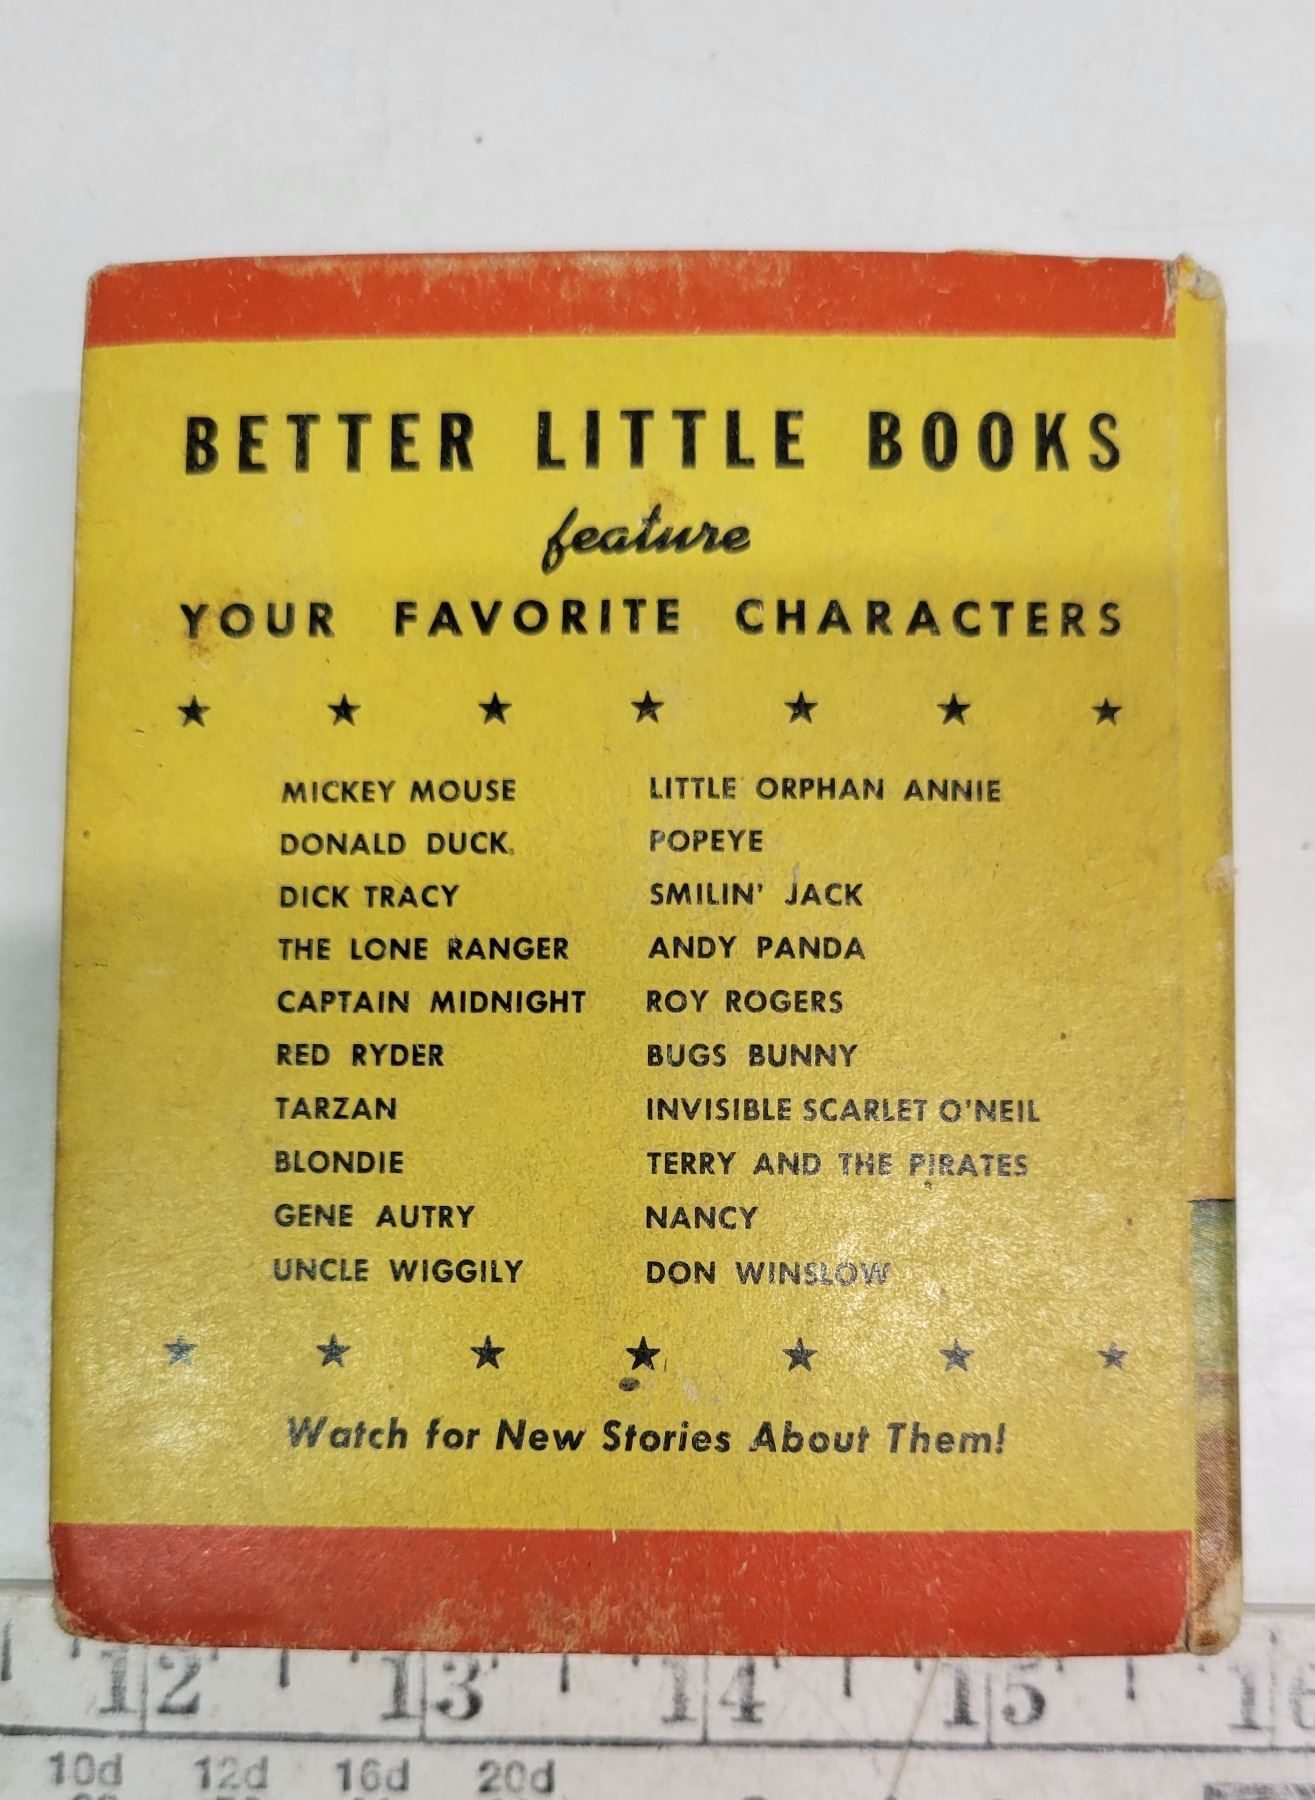 BETTER LITTLE BOOKS
feature
YOUR FAVORITE CHARACTERS
MICKEY MOUSE
DONALD DUCK
DICK TRACY
THE LONE RANGER
CAPTAIN MIDNIGHT
RED RYDER
TARZAN
BLONDIE
GENE AUTRY
UNCLE WIGGILY
LITTLE ORPHAN ANNIE
POPEYE
SMILIN' JACK
ANDY PANDA
ROY ROGERS
BUGS BUNNY
INVISIBLE SCARLET O'NEIL
TERRY AND THE PIRATES
NANCY
DON WINSLOW
Watch for New Stories About Them!
12 13 14 15 16
10d 12d 16d 20d